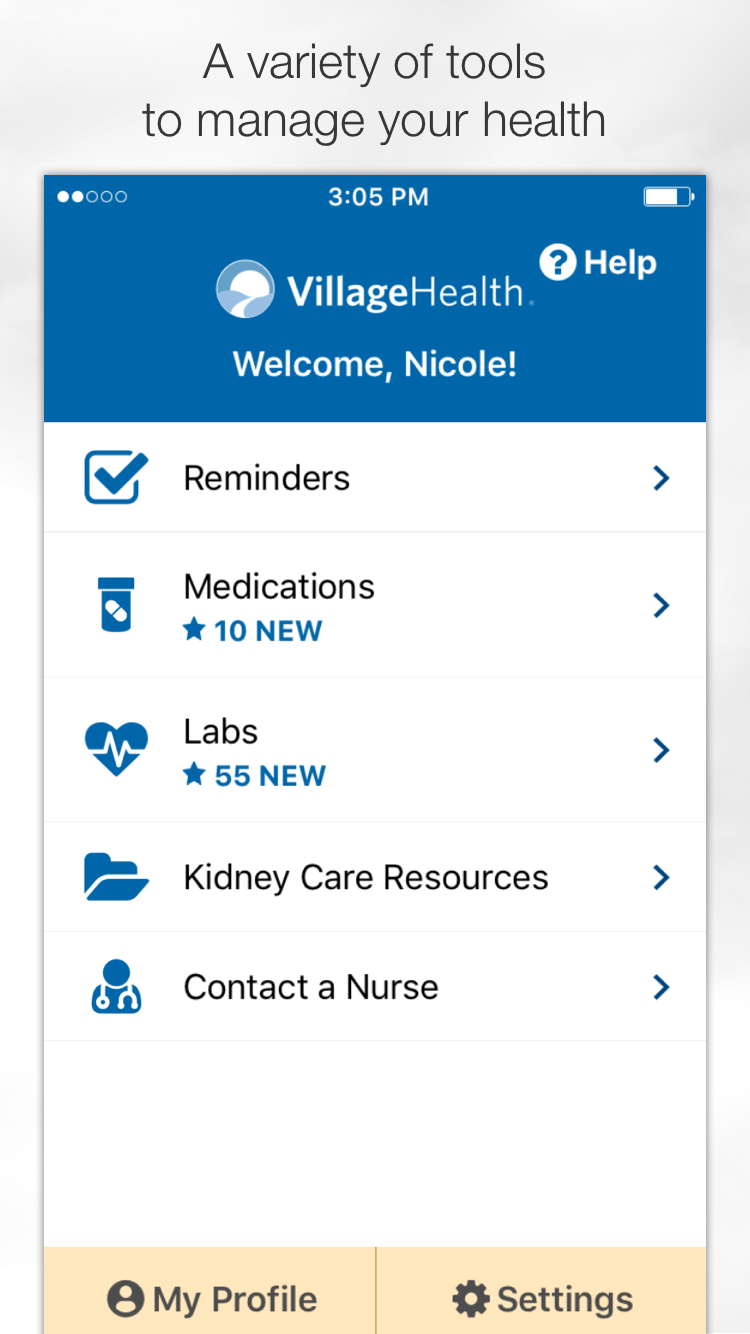 A variety of tools
to manage your health
3:05 PM
Help
VillageHealth.
Welcome, Nicole!
Reminders
Medications
10 NEW
Labs
55 NEW
Kidney Care Resources
Contact a Nurse
My Profile
Settings